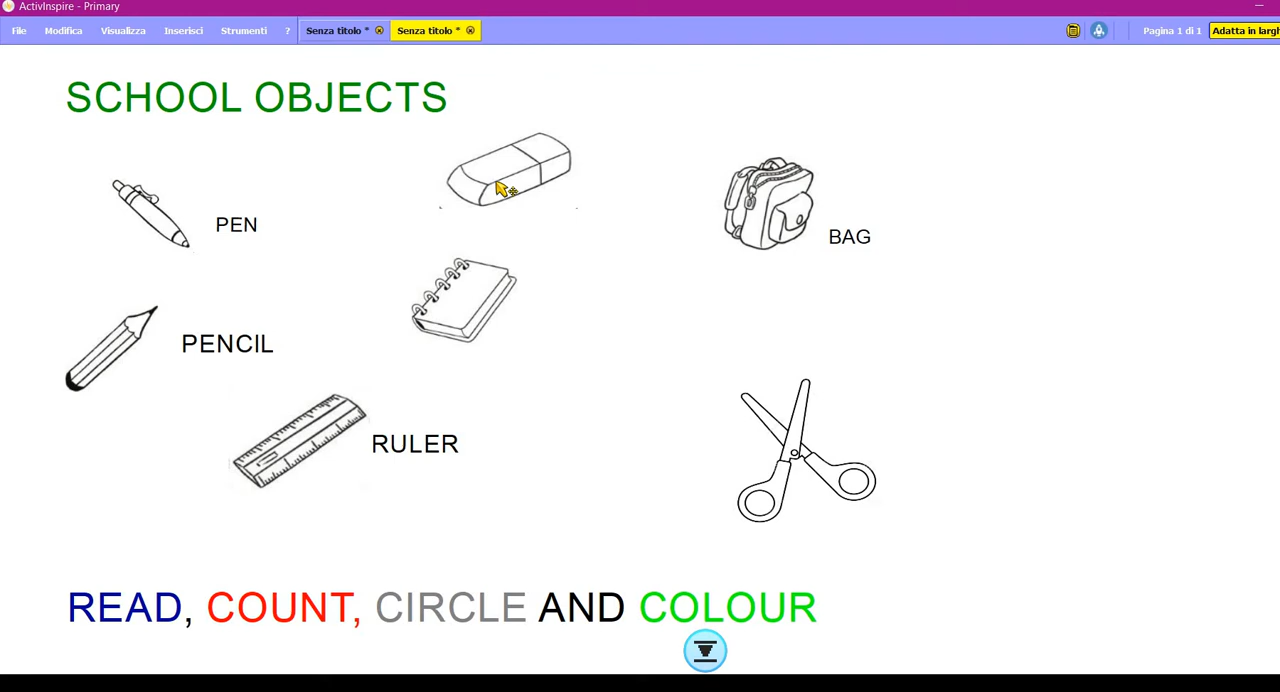 ActivInspire - Primary
File Modifica Visualizza Inserisci Strumenti ? Senza titolo * Senza titolo * Pagina 1 di 1 Adatta in largh
SCHOOL OBJECTS
PEN
BAG
PENCIL
RULER
READ, COUNT, CIRCLE AND COLOUR